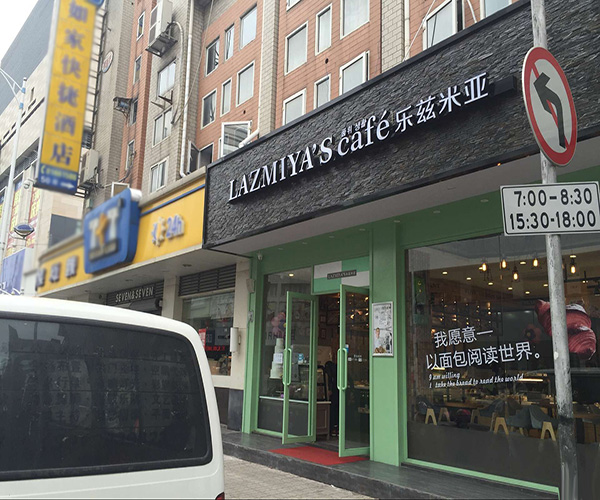 如家快捷酒店
LAZMIYA'S café 乐兹米亚
SEVEN&SEVEN
7:00-8:30
15:30-18:00
我愿意一
以面包阅读世界。
I am willing
t take the bread to read the world